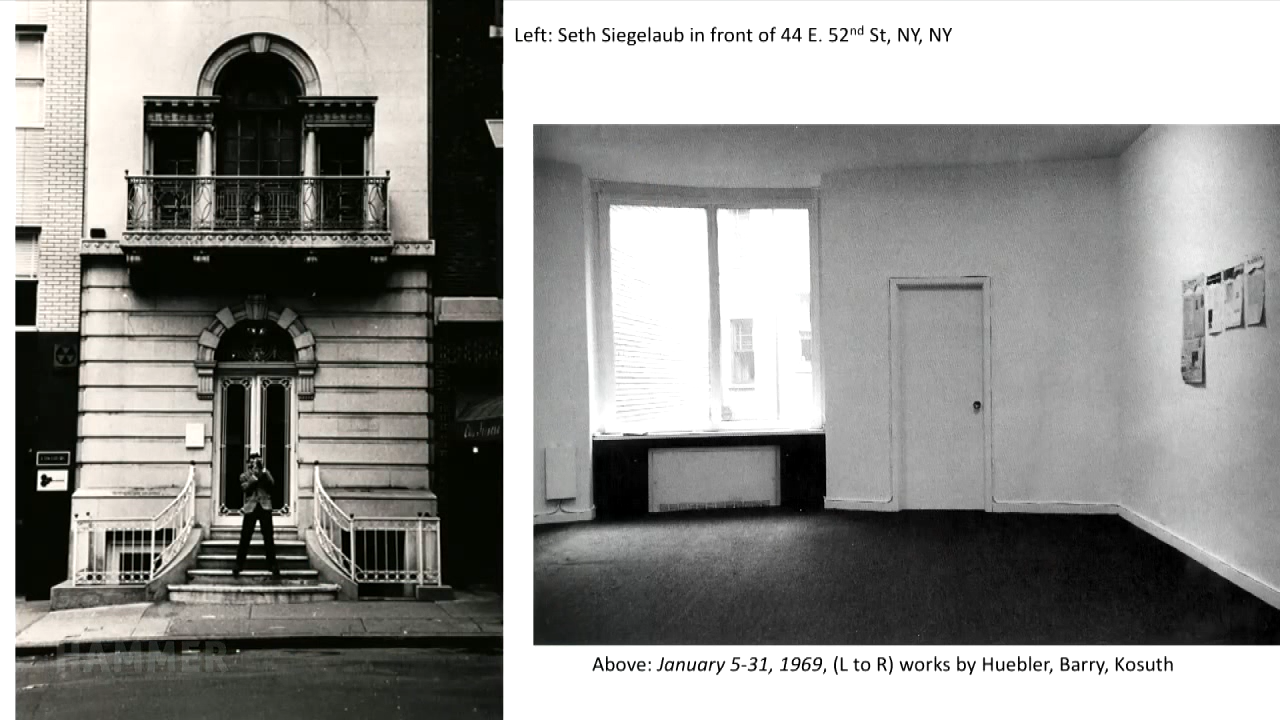 Left: Seth Siegelaub in front of 44 E. 52nd St, NY, NY
Above: January 5-31, 1969, (L to R) works by Huebler, Barry, Kosuth
HAMMER